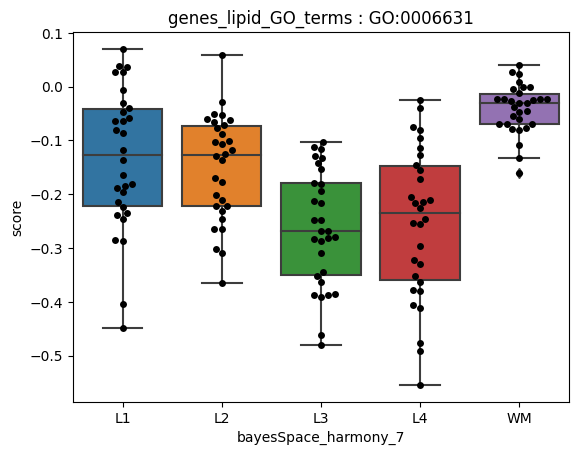 genes_lipid_GO_terms : GO:0006631
score
0.1
0.0
−0.1
−0.2
−0.3
−0.4
−0.5
L1 L2 L3 L4 WM
bayesSpace_harmony_7